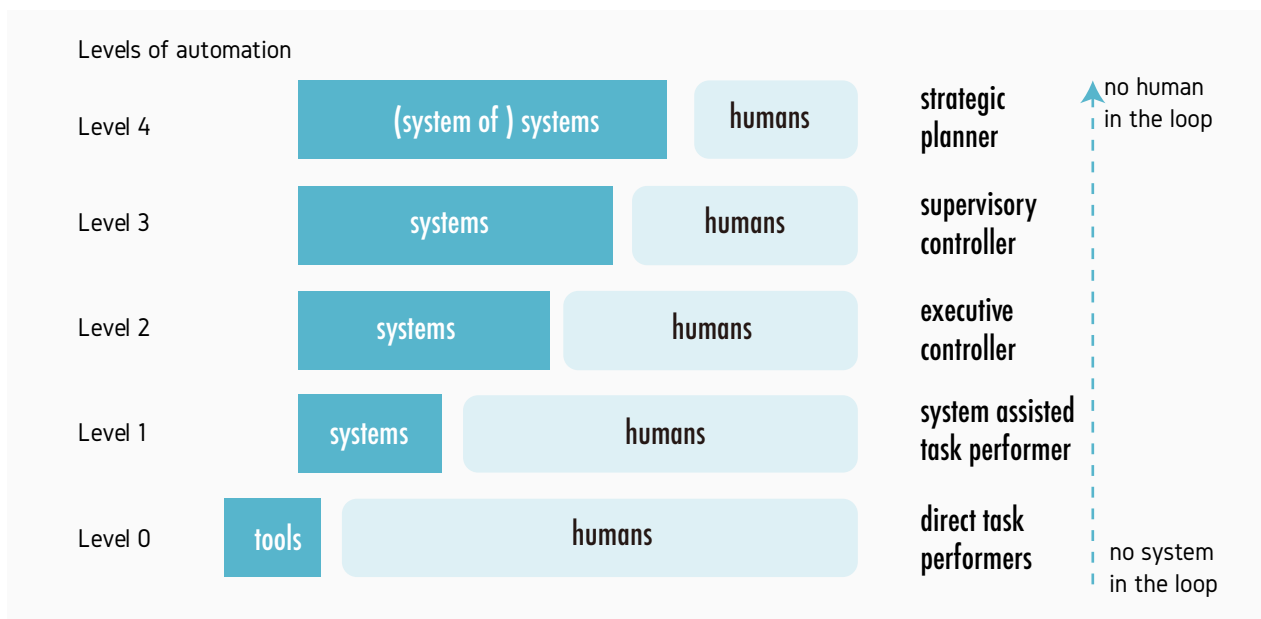 Levels of automation
Level 4
(system of ) systems
humans
strategic
planner
no human
in the loop
Level 3
systems
humans
supervisory
controller
Level 2
systems
humans
executive
controller
Level 1
systems
humans
system assisted
task performer
Level 0
tools
humans
direct task
performers
no system
in the loop